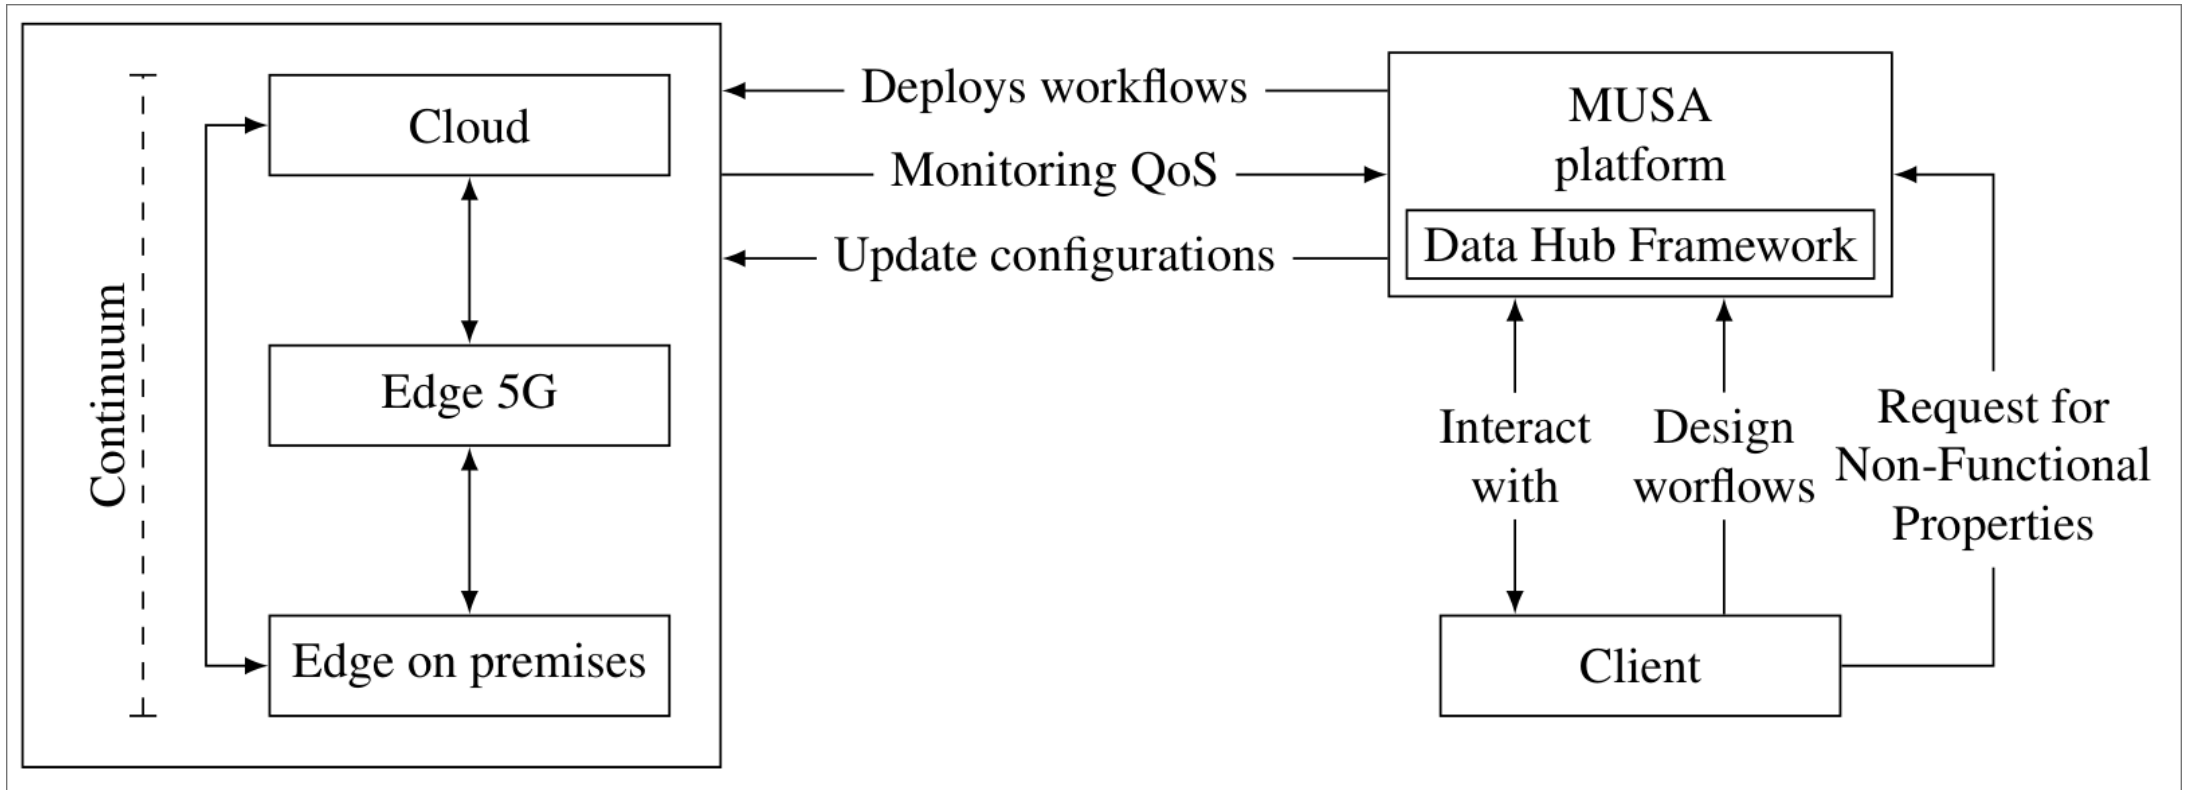 Continuum
Cloud
Edge 5G
Edge on premises
Deploys workflows
Monitoring QoS
Update configurations
MUSA
platform
Data Hub Framework
Interact
with
Design
worflows
Request for
Non-Functional
Properties
Client